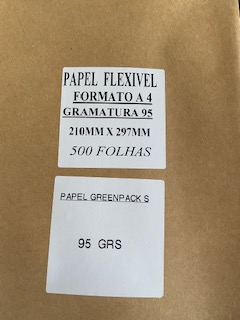 PAPEL FLEXIVEL
FORMATO A 4
GRAMATURA 95
210MM X 297MM
500 FOLHAS
PAPEL GREENPACK S
95 GRS